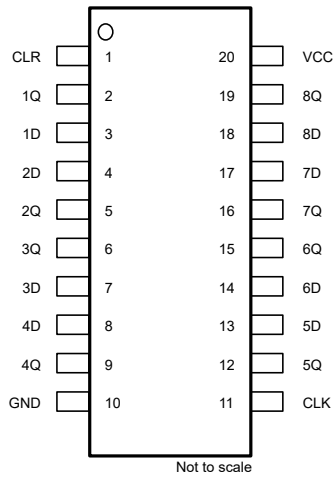 CLR 1 20 VCC
1Q 2 19 8Q
1D 3 18 8D
2D 4 17 7D
2Q 5 16 7Q
3Q 6 15 6Q
3D 7 14 6D
4D 8 13 5D
4Q 9 12 5Q
GND 10 11 CLK
Not to scale